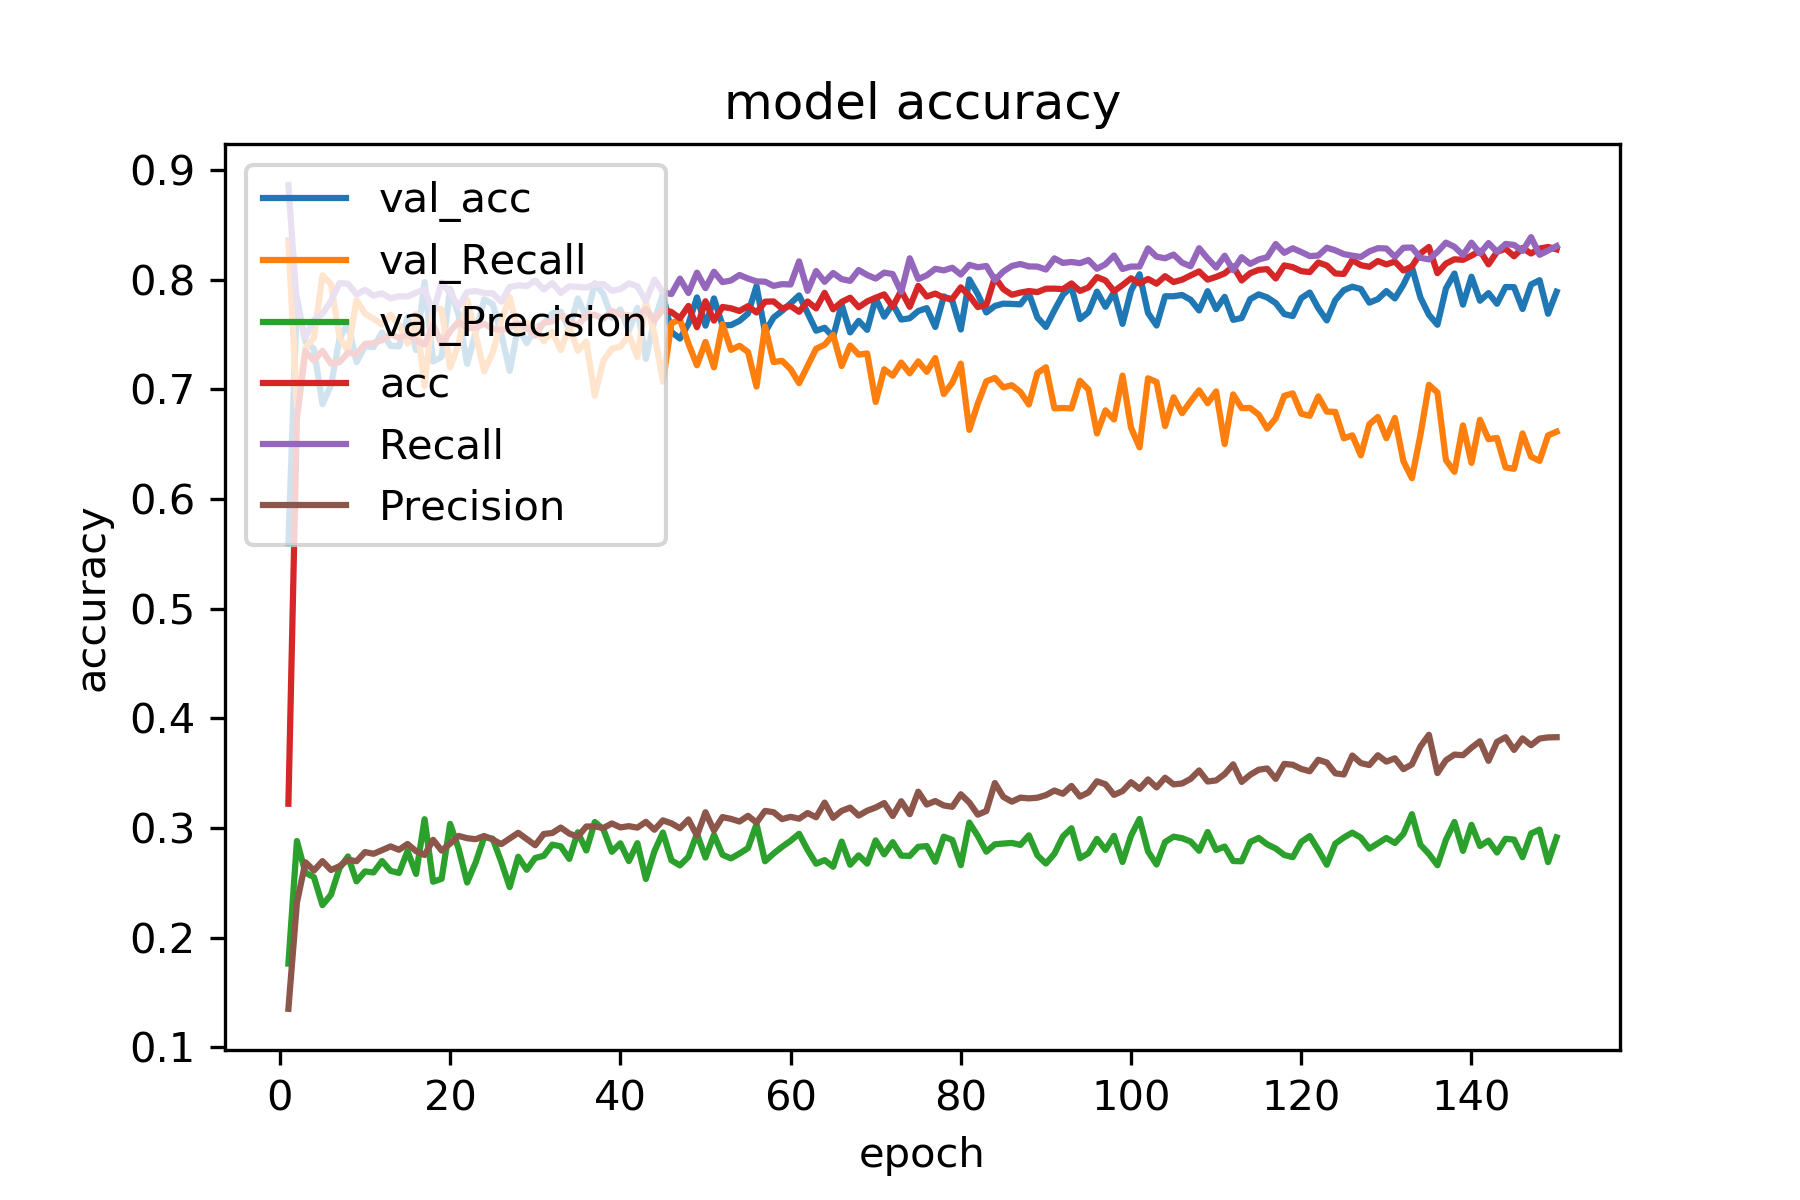 model accuracy
accuracy
0.9
0.8
0.7
0.6
0.5
0.4
0.3
0.2
0.1
val_acc
val_Recall
val_Precision
acc
Recall
Precision
0 20 40 60 80 100 120 140
epoch